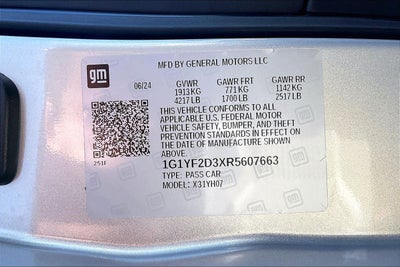 MFD BY GENERAL MOTORS LLC
gm
06/24 GVWR GAWR FRT GAWR RR
1913 KG 771 KG 1142 KG
4217 LB 1700 LB 2517 LB
THIS VEHICLE CONFORMS TO ALL
APPLICABLE U.S. FEDERAL MOTOR
VEHICLE SAFETY, BUMPER, AND THEFT
PREVENTION STANDARDS IN EFFECT
ON THE DATE OF MANUFACTURE SHOWN
ABOVE.
251F
1G1YF2D3XR5607663
TYPE: PASS CAR
MODEL: X31YH07